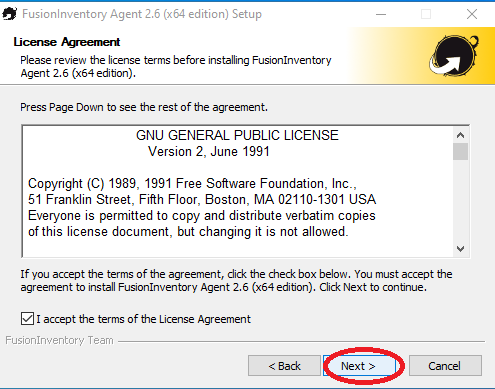 FusionInventory Agent 2.6 (x64 edition) Setup
License Agreement
Please review the license terms before installing FusionInventory
Agent 2.6 (x64 edition).
Press Page Down to see the rest of the agreement.
GNU GENERAL PUBLIC LICENSE
Version 2, June 1991
Copyright (C) 1989, 1991 Free Software Foundation, Inc.,
51 Franklin Street, Fifth Floor, Boston, MA 02110-1301 USA
Everyone is permitted to copy and distribute verbatim copies
of this license document, but changing it is not allowed.
If you accept the terms of the agreement, click the check box below. You must accept the
agreement to install FusionInventory Agent 2.6 (x64 edition). Click Next to continue.
I accept the terms of the License Agreement
FusionInventory Team
< Back Next > Cancel